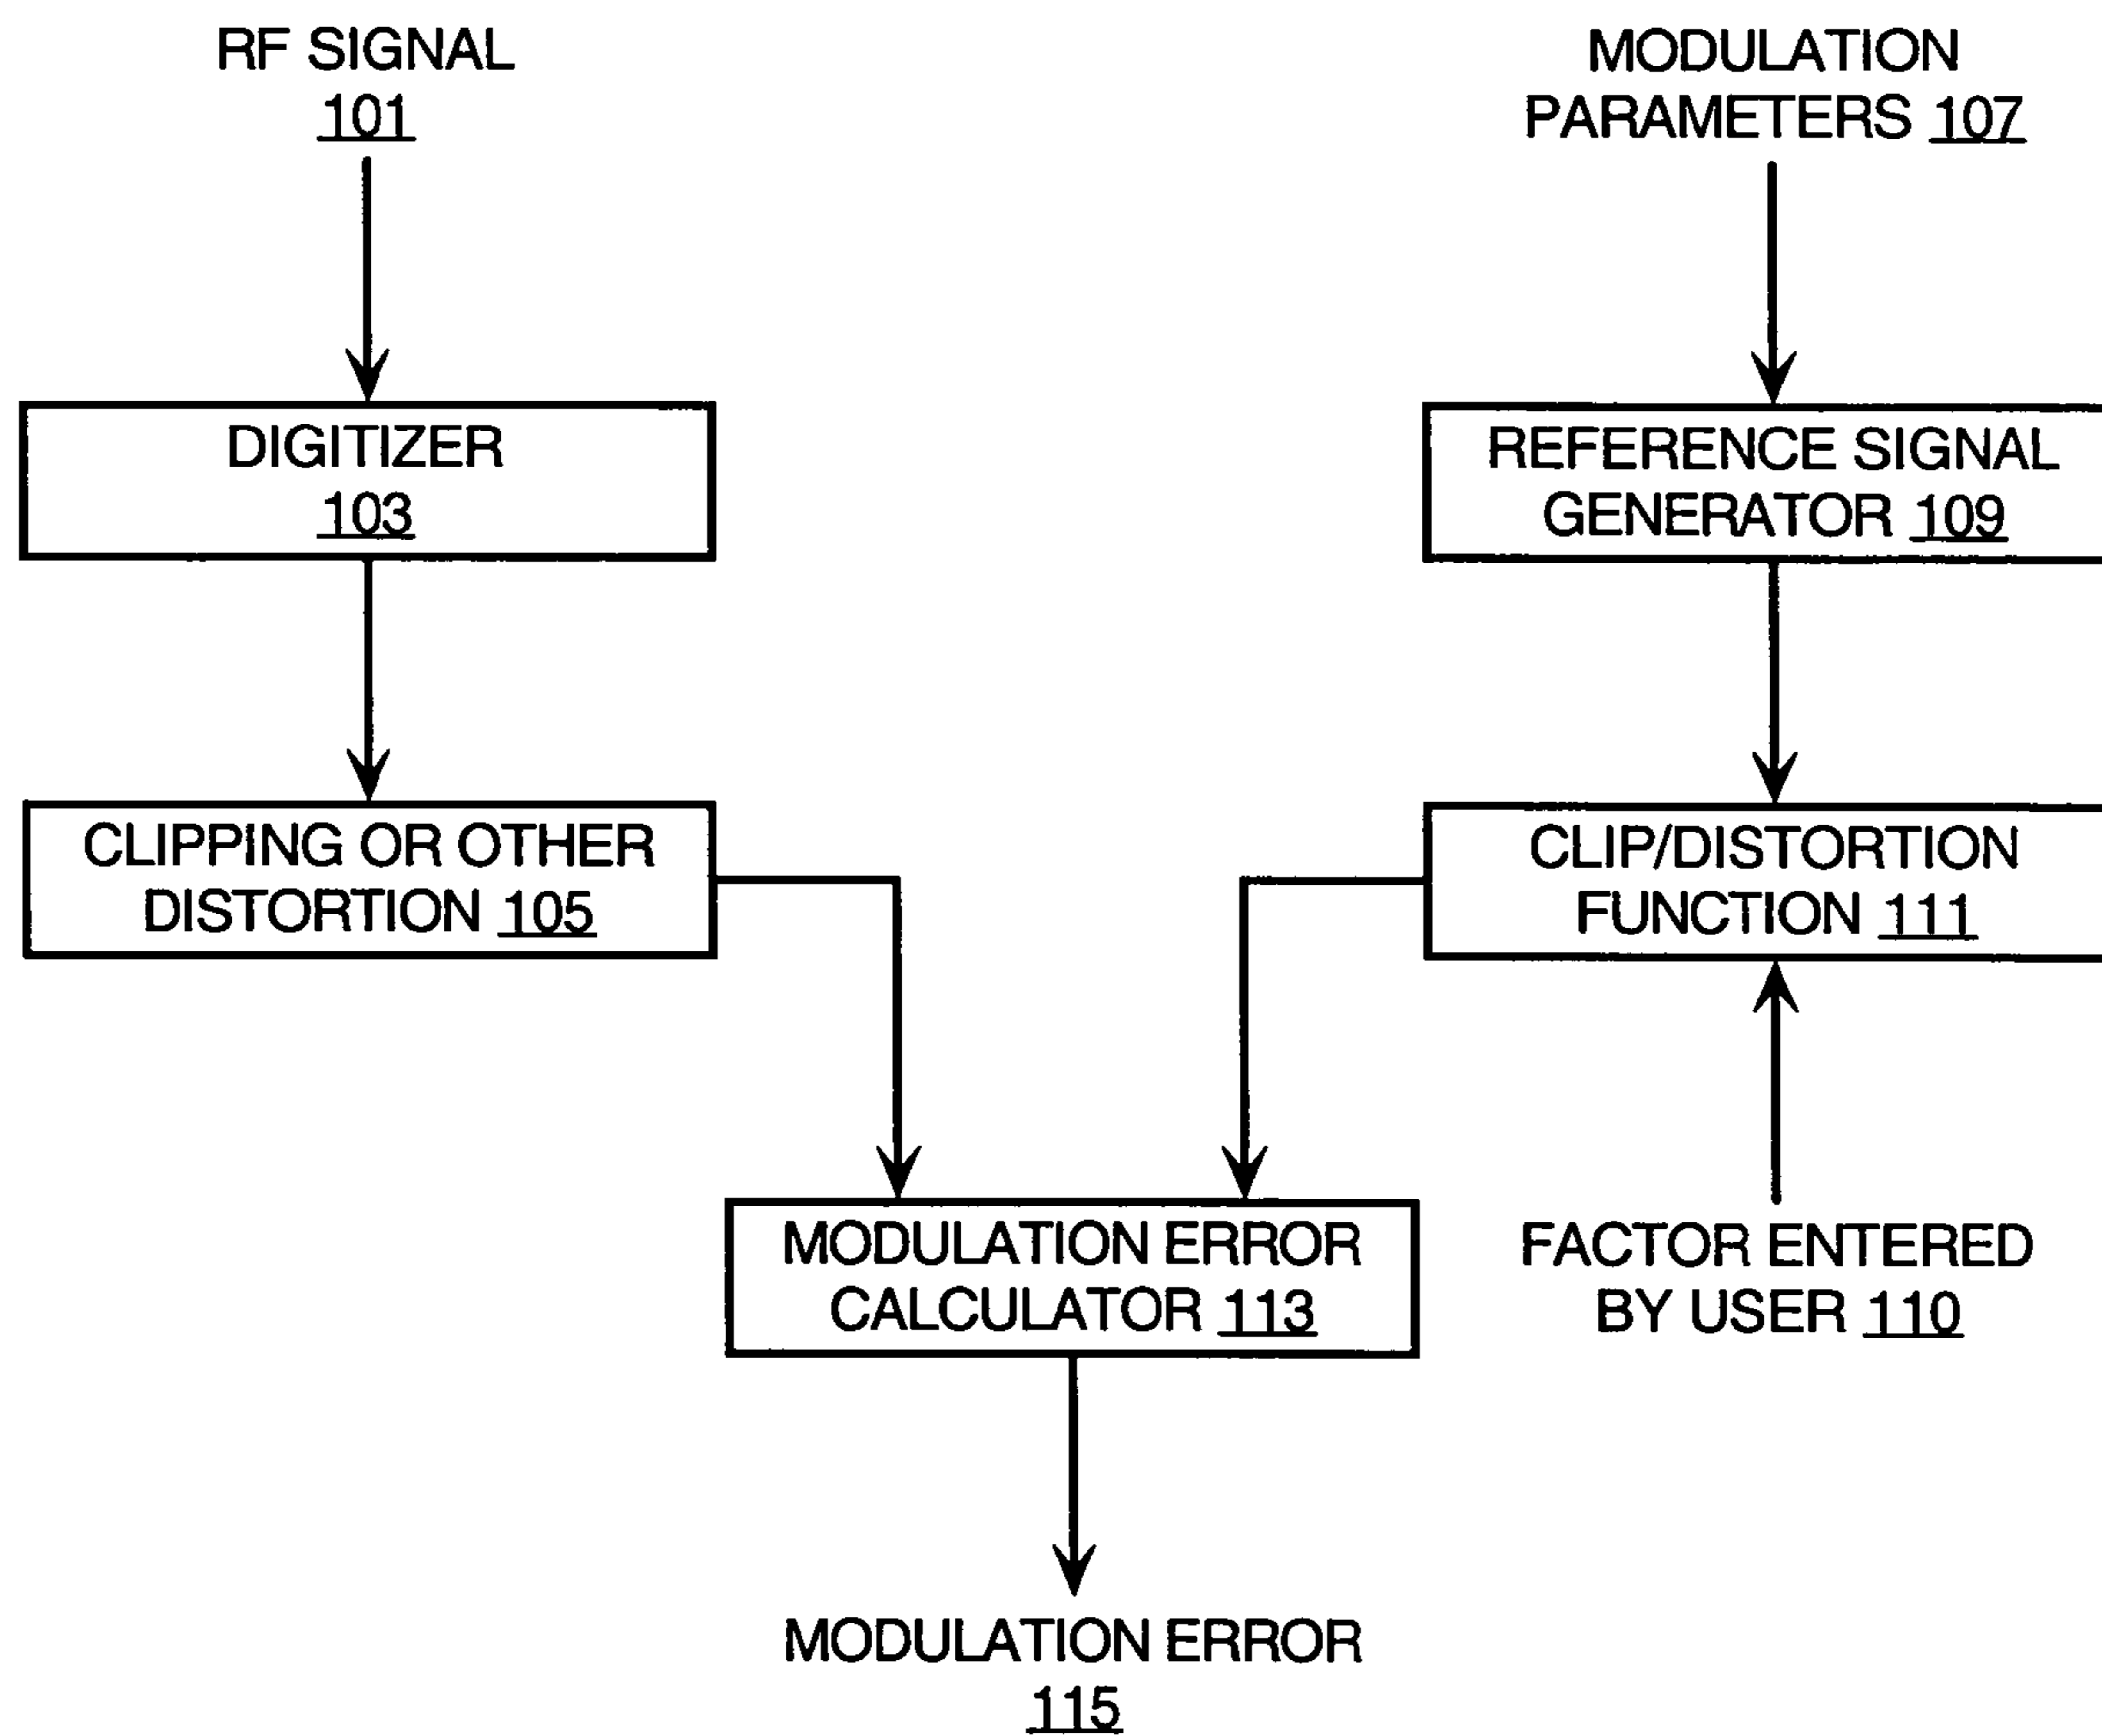 RF SIGNAL
101
MODULATION
PARAMETERS 107
DIGITIZER
103
REFERENCE SIGNAL
GENERATOR 109
CLIPPING OR OTHER
DISTORTION 105
CLIP/DISTORTION
FUNCTION 111
MODULATION ERROR
CALCULATOR 113
FACTOR ENTERED
BY USER 110
MODULATION ERROR
115